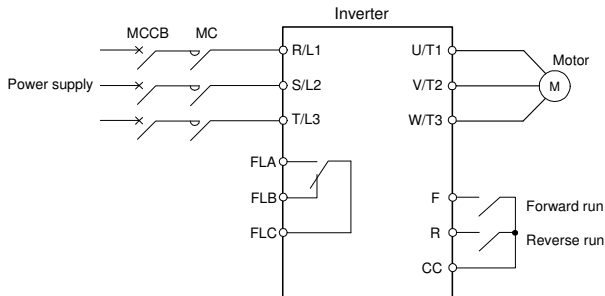 Inverter
MCCB MC
R/L1 U/T1
Motor
Power supply S/L2 V/T2 M
T/L3 W/T3
FLA
FLB F Forward run
FLC R Reverse run
CC